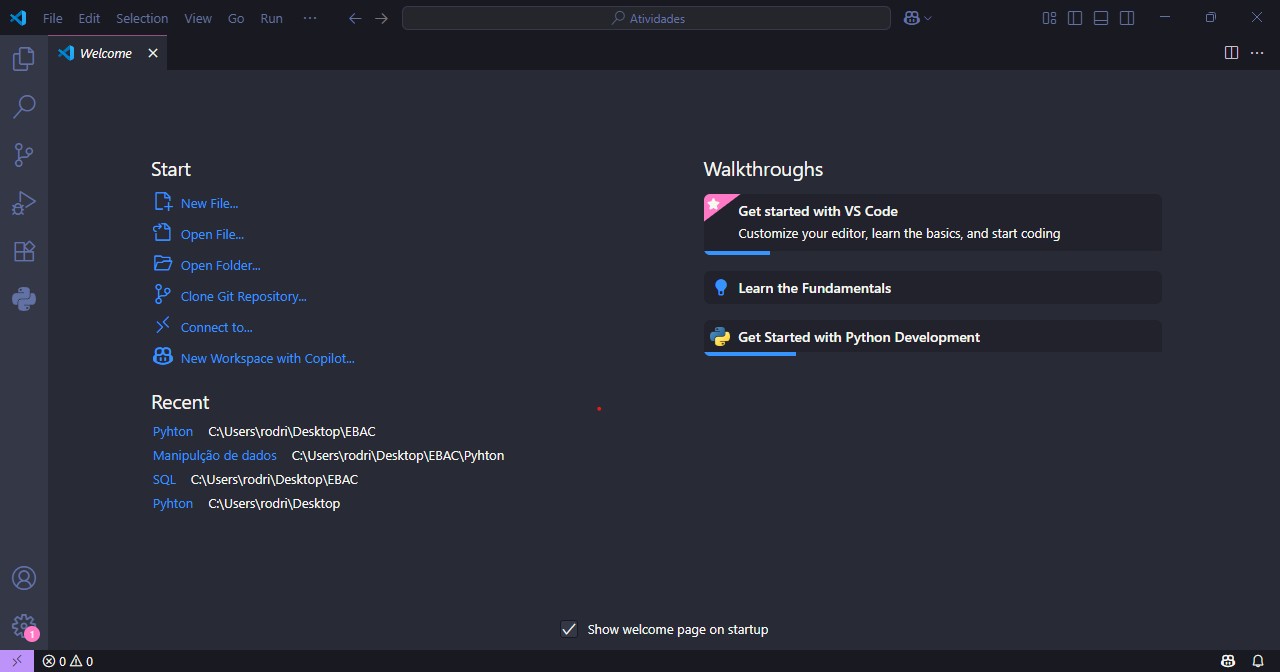 File Edit Selection View Go Run ··· Atividades
Welcome
Start
New File...
Open File...
Open Folder...
Clone Git Repository...
Connect to...
New Workspace with Copilot...
Recent
Pyhton C:\Users\rodri\Desktop\EBAC
Manipulção de dados C:\Users\rodri\Desktop\EBAC\Pyhton
SQL C:\Users\rodri\Desktop\EBAC
Pyhton C:\Users\rodri\Desktop
Walkthroughs
Get started with VS Code
Customize your editor, learn the basics, and start coding
Learn the Fundamentals
Get Started with Python Development
Show welcome page on startup
1
0 0